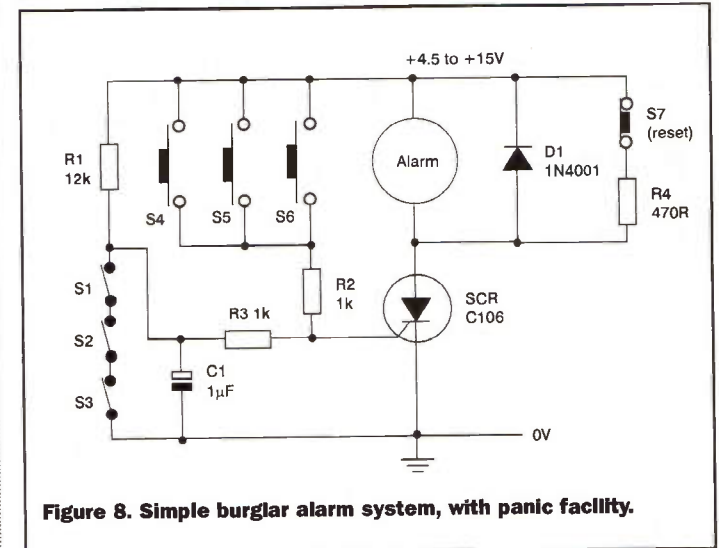 +4.5 to +15V
R1
12k
S4
S5
S6
Alarm
D1
1N4001
S7
(reset)
R4
470R
S1
S2
S3
R2
1k
R3 1k
C1
1µF
SCR
C106
0V
Figure 8. Simple burglar alarm system, with panic facility.